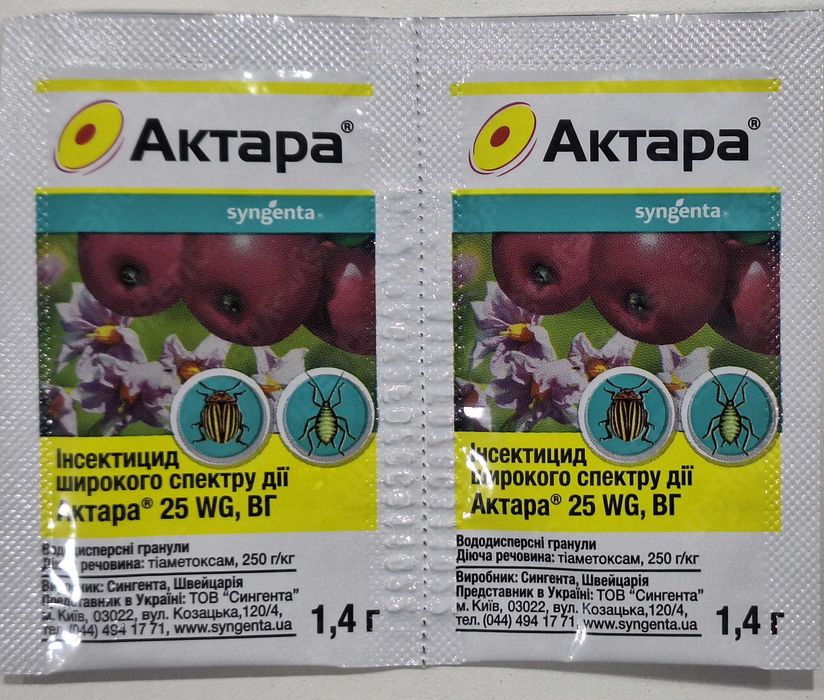 Актара®
syngenta
Інсектицид
широкого спектру дії
Актара® 25 WG, ВГ
Вододисперсні гранули
Діюча речовина: тіаметоксам, 250 г/кг
Виробник: Сингента, Швейцарія
Представник в Україні: ТОВ "Сингента"
м. Київ, 03022, вул. Козацька,120/4,
тел. (044) 494 17 71, www.syngenta.ua
1,4 г
Актара®
syngenta
Інсектицид
широкого спектру дії
Актара® 25 WG, ВГ
Вододисперсні гранули
Діюча речовина: тіаметоксам, 250 г/кг
Виробник: Сингента, Швейцарія
Представник в Україні: ТОВ "Сингента"
м. Київ, 03022, вул. Козацька,120/4,
тел. (044) 494 17 71, www.syngenta.ua
1,4 г